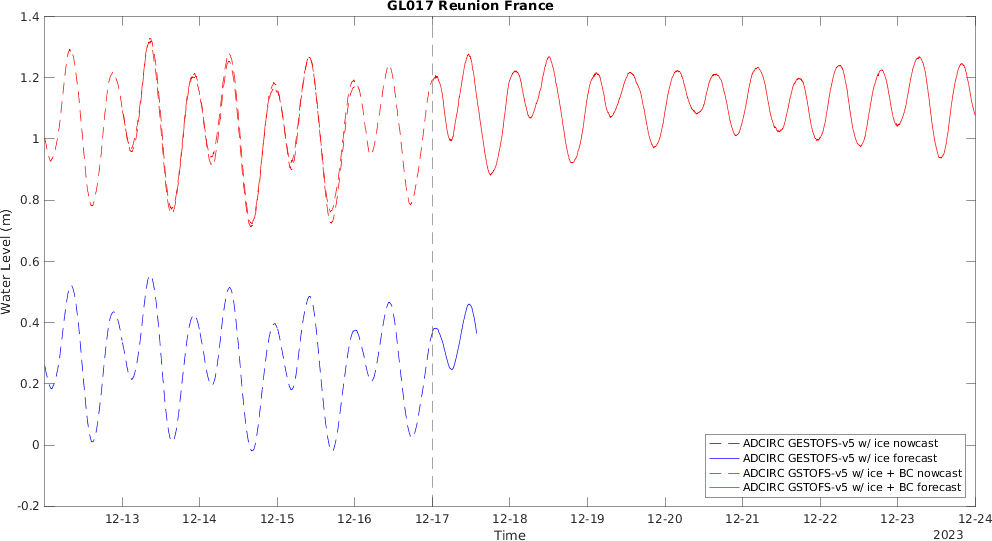 GL017 Reunion France
1.4
1.2
1
0.8
0.6
0.4
0.2
0
-0.2
Water Level (m)
ADCIRC GESTOFS-v5 w/ ice nowcast
ADCIRC GESTOFS-v5 w/ ice forecast
ADCIRC GSTOFS-v5 w/ ice + BC nowcast
ADCIRC GSTOFS-v5 w/ ice + BC forecast
12-13 12-14 12-15 12-16 12-17 12-18 12-19 12-20 12-21 12-22 12-23 12-24
Time
2023